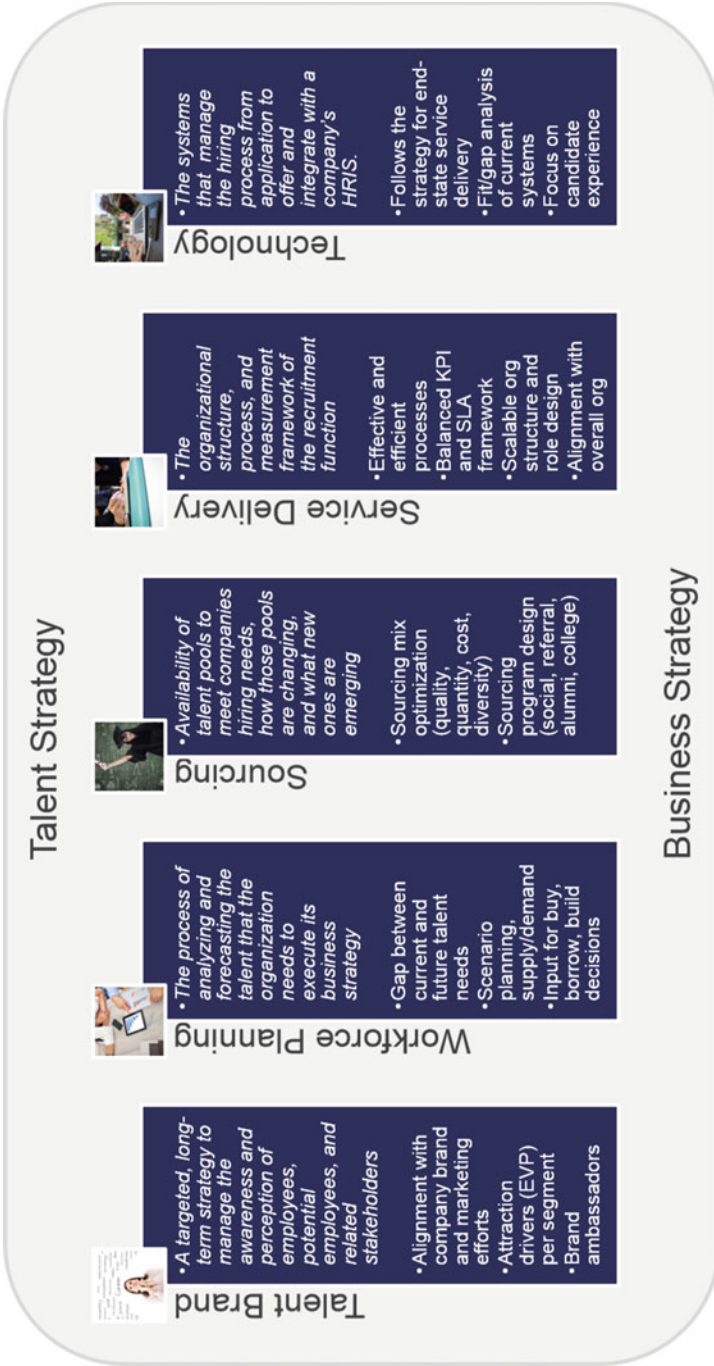 Talent Strategy
Talent Brand
• A targeted, long-
term strategy to
manage the
awareness and
perception of
employees,
potential
employees, and
related
stakeholders
• Alignment with
company brand
and marketing
efforts
• Attraction
drivers (EVP)
per segment
• Brand
ambassadors
Workforce Planning
• The process of
analyzing and
forecasting the
talent that the
organization
needs to
execute its
business
strategy
• Gap between
current and
future talent
needs
• Scenario
planning,
supply/demand
• Input for buy,
borrow, build
decisions
Sourcing
• Availability of
talent pools to
meet companies
hiring needs,
how those pools
are changing,
and what new
ones are
emerging
• Sourcing mix
optimization
(quality,
quantity, cost,
diversity)
• Sourcing
program design
(social, referral,
alumni, college)
Service Delivery
• The
organizational
structure,
process, and
measurement
framework of
the recruitment
function
• Effective and
efficient
processes
• Balanced KPI
and SLA
framework
• Scalable org
structure and
role design
• Alignment with
overall org
Technology
• The systems
that manage
the hiring
process from
application to
offer and
integrate with a
company's
HRIS.
• Follows the
strategy for end-
state service
delivery
• Fit/gap analysis
of current
systems
• Focus on
candidate
experience
Business Strategy